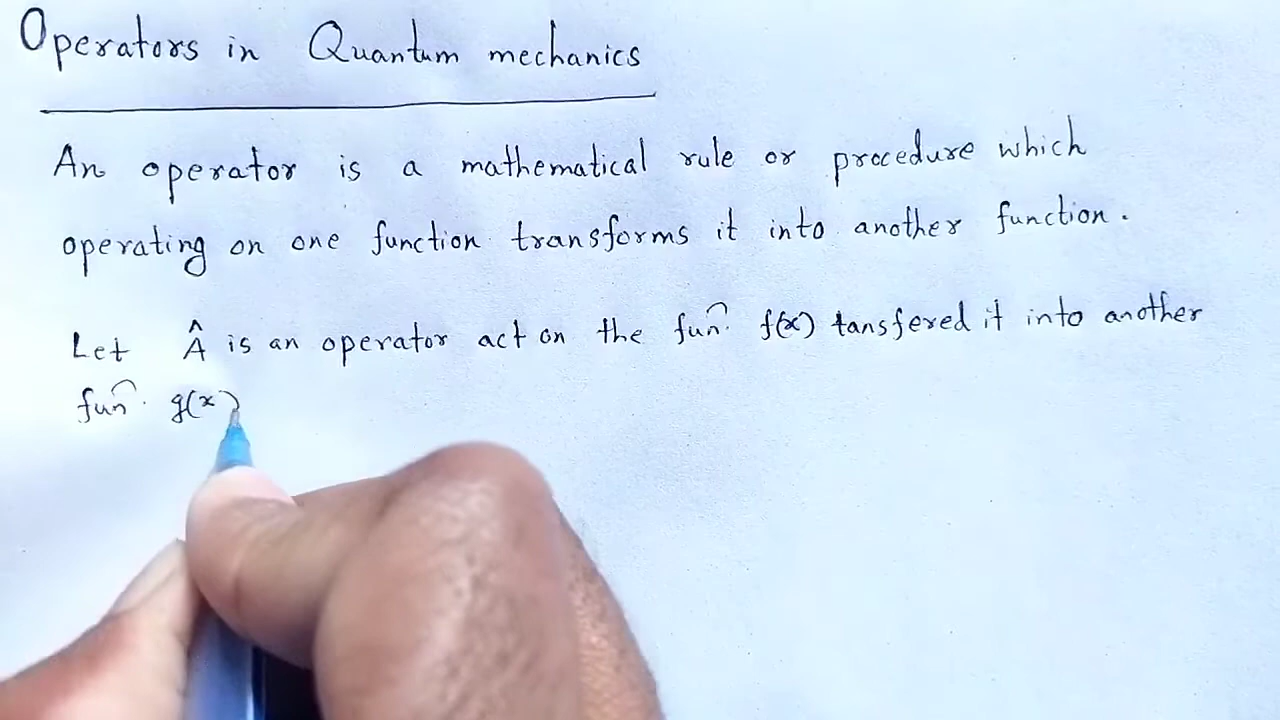 Operators in Quantum mechanics
An operator is a mathematical rule or procedure which
operating on one function transforms it into another function.
Let Â is an operator act on the fun. f(x) tansfered it into another
fun. g(x)